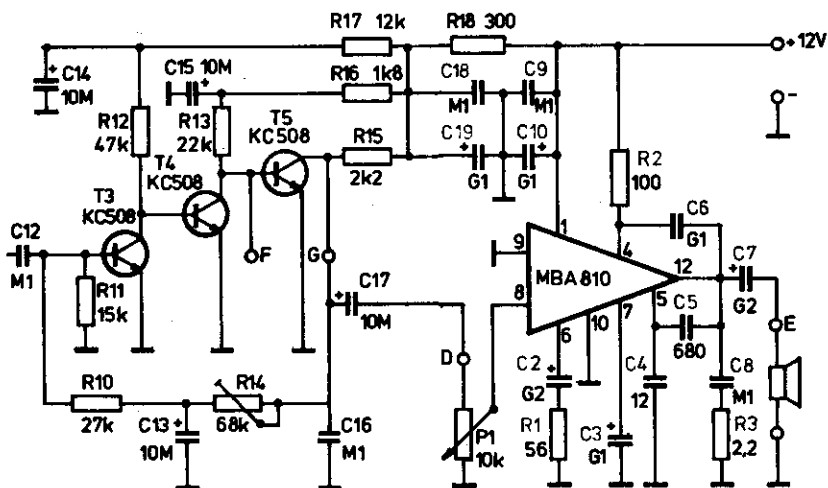 R17 12k
R18 300
+12V
C14
10M
C15 10M
R16 1k8
C18
M1
C9
M1
R12
47k
R13
22k
T5
KC508
R15
2k2
C19
G1
C10
G1
-
T4
KC508
R2
100
T3
KC508
C6
G1
C12
M1
F
G
1
4
9
MBA 810
12
C7
G2
R11
15k
C17
10M
8
5
7
6
10
C5
680
E
D
C2
G2
C4
12
C8
M1
R10
27k
R14
68k
C13
10M
C16
M1
P1
10k
R1
56
C3
G1
R3
2,2